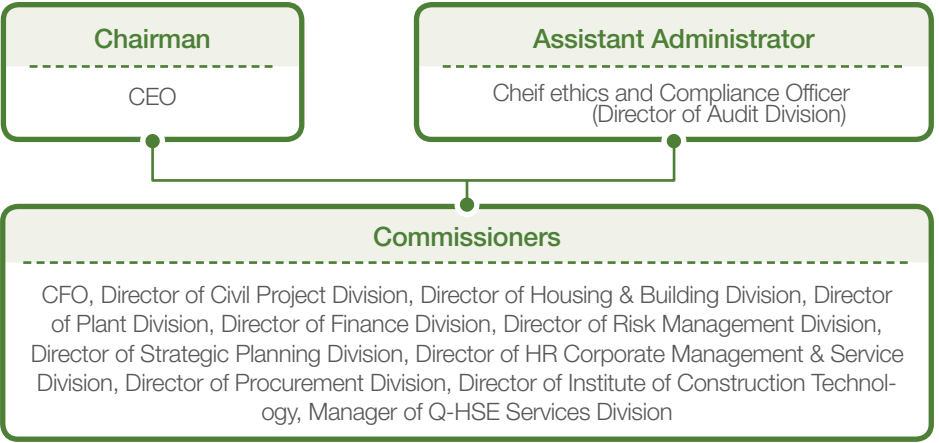 Chairman
CEO
Assistant Administrator
Cheif ethics and Compliance Officer
(Director of Audit Division)
Commissioners
CFO, Director of Civil Project Division, Director of Housing & Building Division, Director
of Plant Division, Director of Finance Division, Director of Risk Management Division,
Director of Strategic Planning Division, Director of HR Corporate Management & Service
Division, Director of Procurement Division, Director of Institute of Construction Technol-
ogy, Manager of Q-HSE Services Division